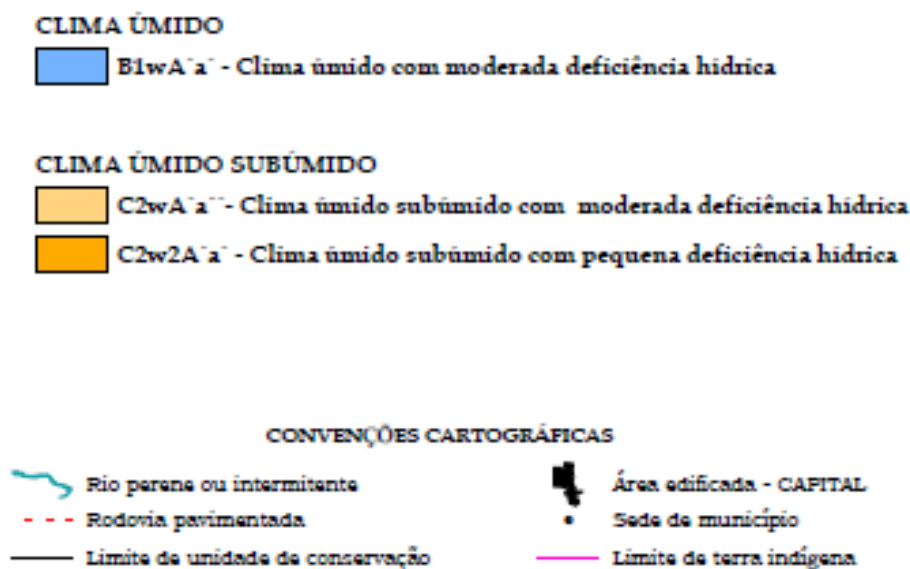 CLIMA ÚMIDO
B1wA´a´ - Clima úmido com moderada deficiência hídrica
CLIMA ÚMIDO SUBÚMIDO
C2wA´a´´- Clima úmido subúmido com moderada deficiência hídrica
C2w2A´a´ - Clima úmido subúmido com pequena deficiência hídrica
CONVENÇÕES CARTOGRÁFICAS
Rio perene ou intermitente
Área edificada - CAPITAL
Rodovia pavimentada
Sede de município
Limite de unidade de conservação
Limite de terra indígena